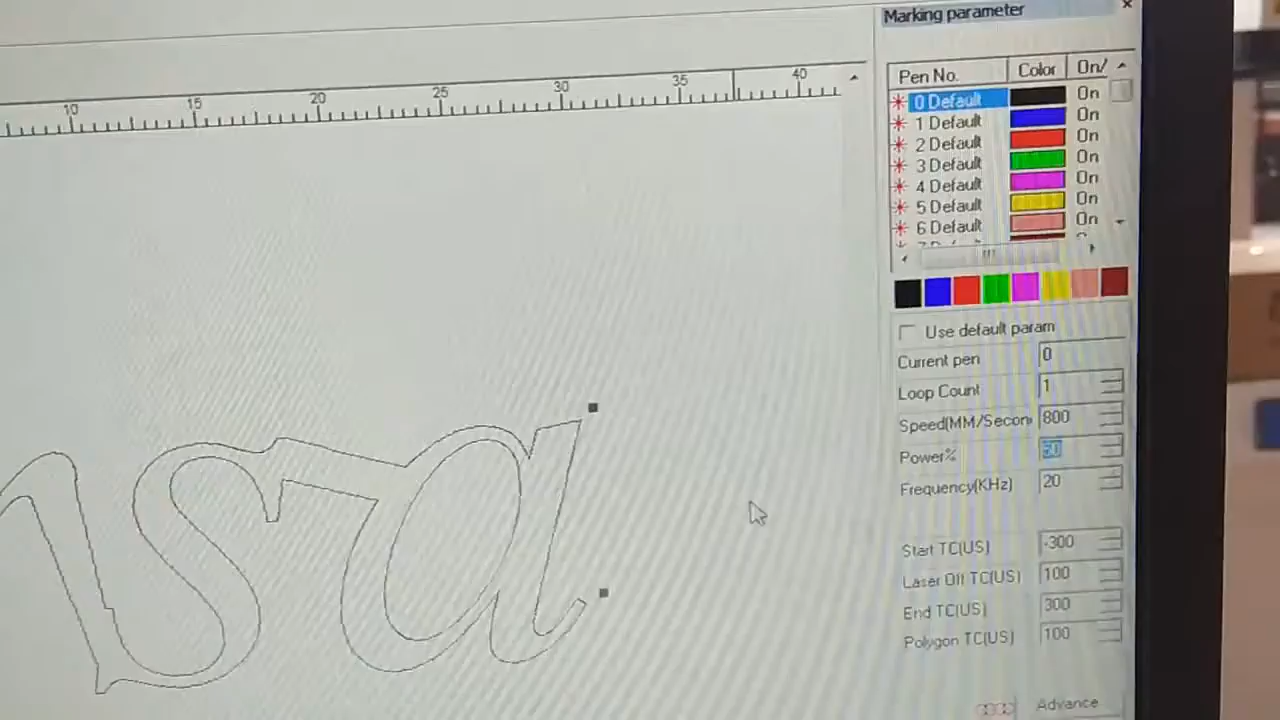 Marking parameter
10 15 20 25 30 35 40
Pen No. Color On/
0 Default On
1 Default On
2 Default On
3 Default On
4 Default On
5 Default On
6 Default On
Use default param
Current pen 0
Loop Count 1
Speed(MM/Secon 800
Power%
Frequency(KHz) 20
Start TC(US) -300
Laser Off TC(US) 100
End TC(US) 300
Polygon TC(US) 100
Advance